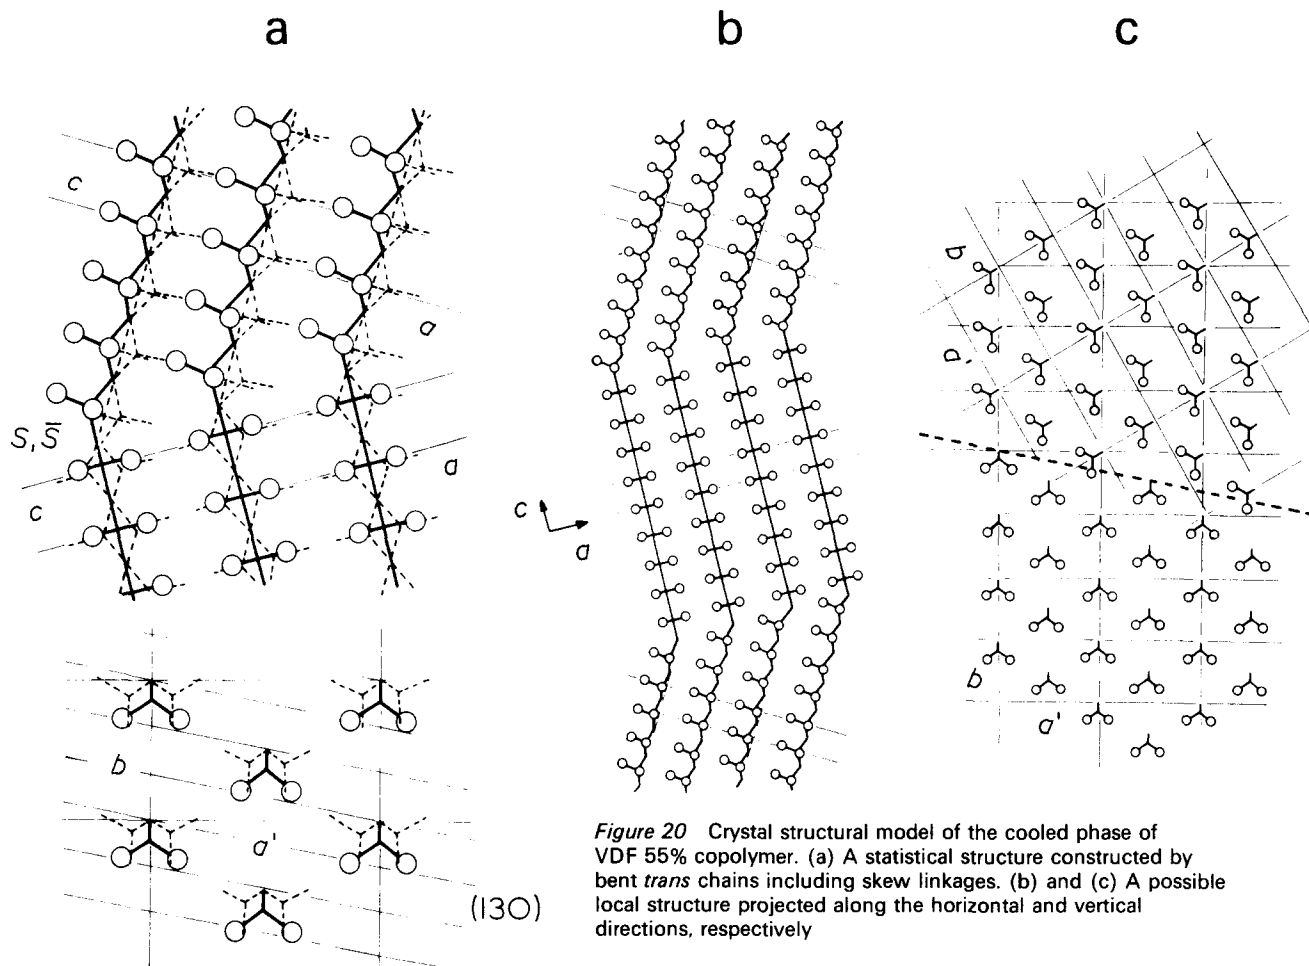 a
b
c
c
a
S, S̄
a
c
c
a
b
a'
(130)
b
b'
b
a'
Figure 20 Crystal structural model of the cooled phase of
VDF 55% copolymer. (a) A statistical structure constructed by
bent trans chains including skew linkages. (b) and (c) A possible
local structure projected along the horizontal and vertical
directions, respectively